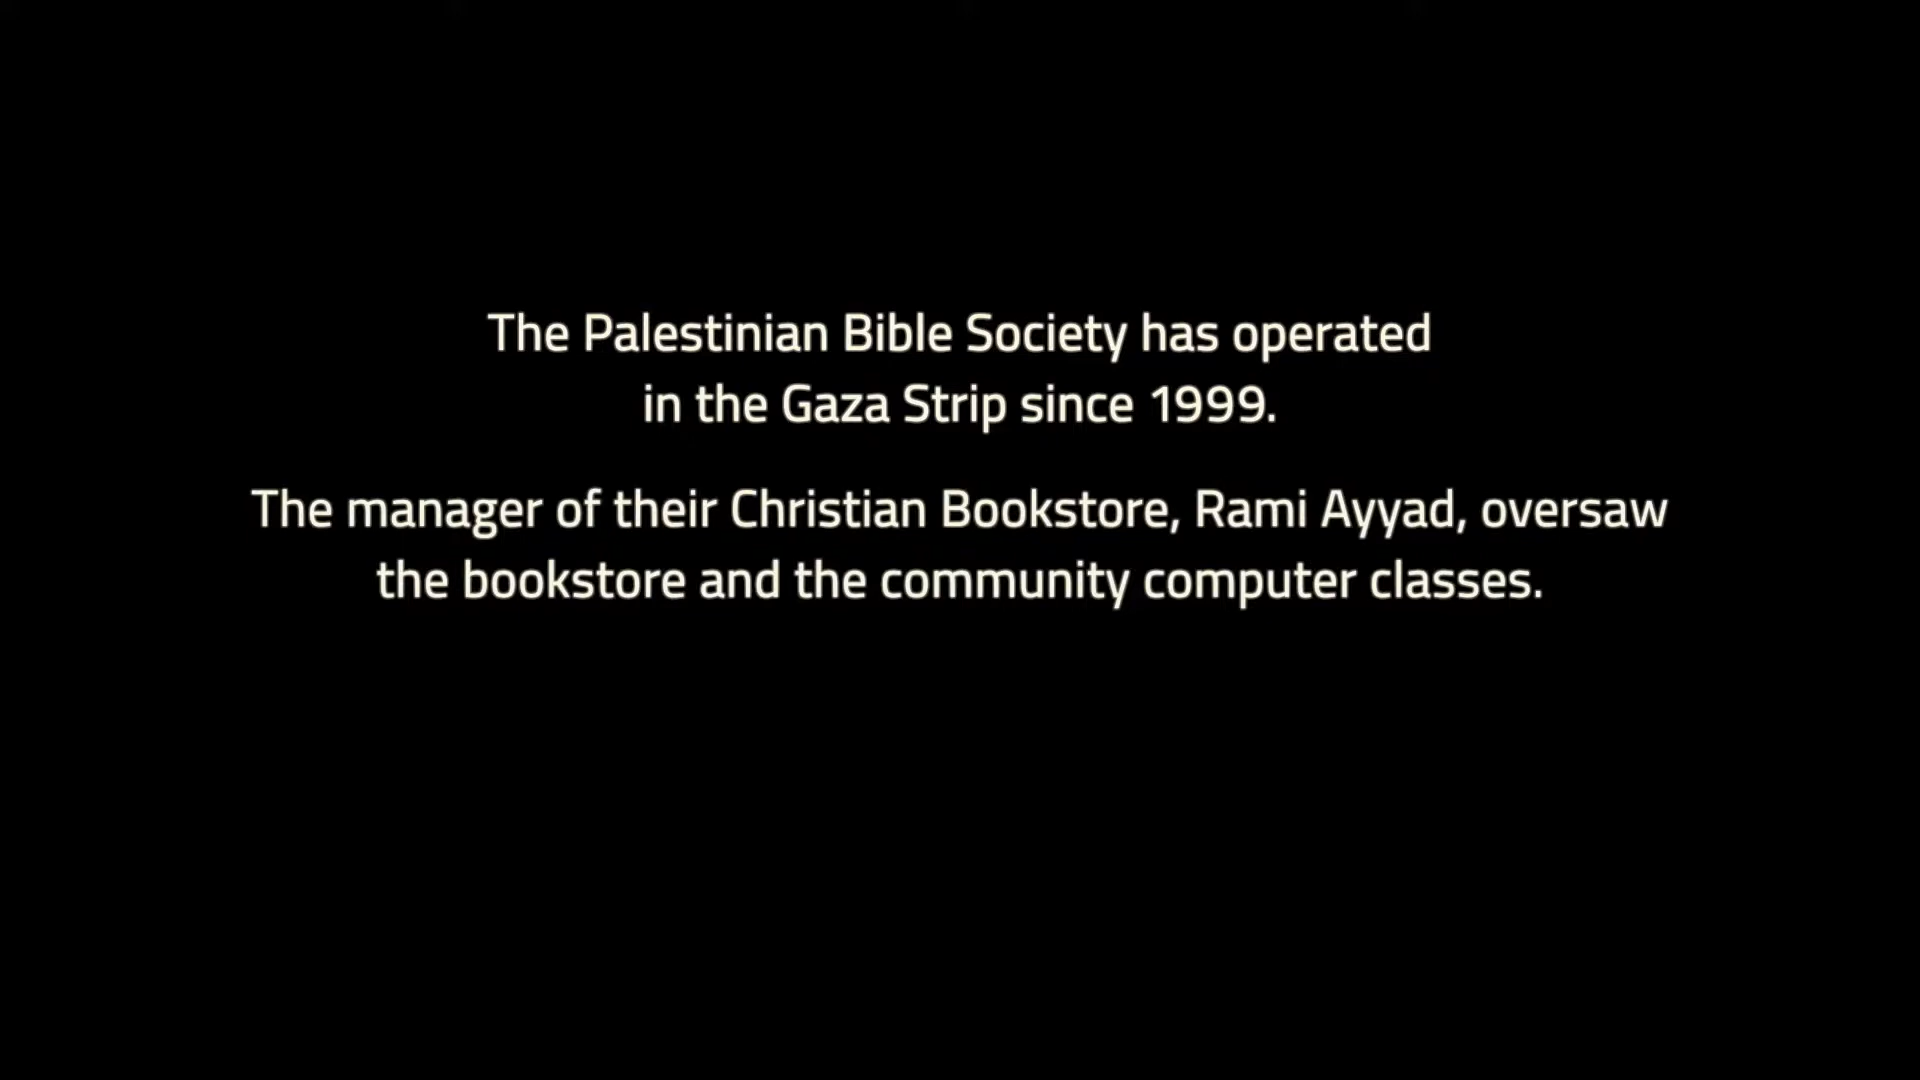 The Palestinian Bible Society has operated
in the Gaza Strip since 1999.
The manager of their Christian Bookstore, Rami Ayyad, oversaw
the bookstore and the community computer classes.